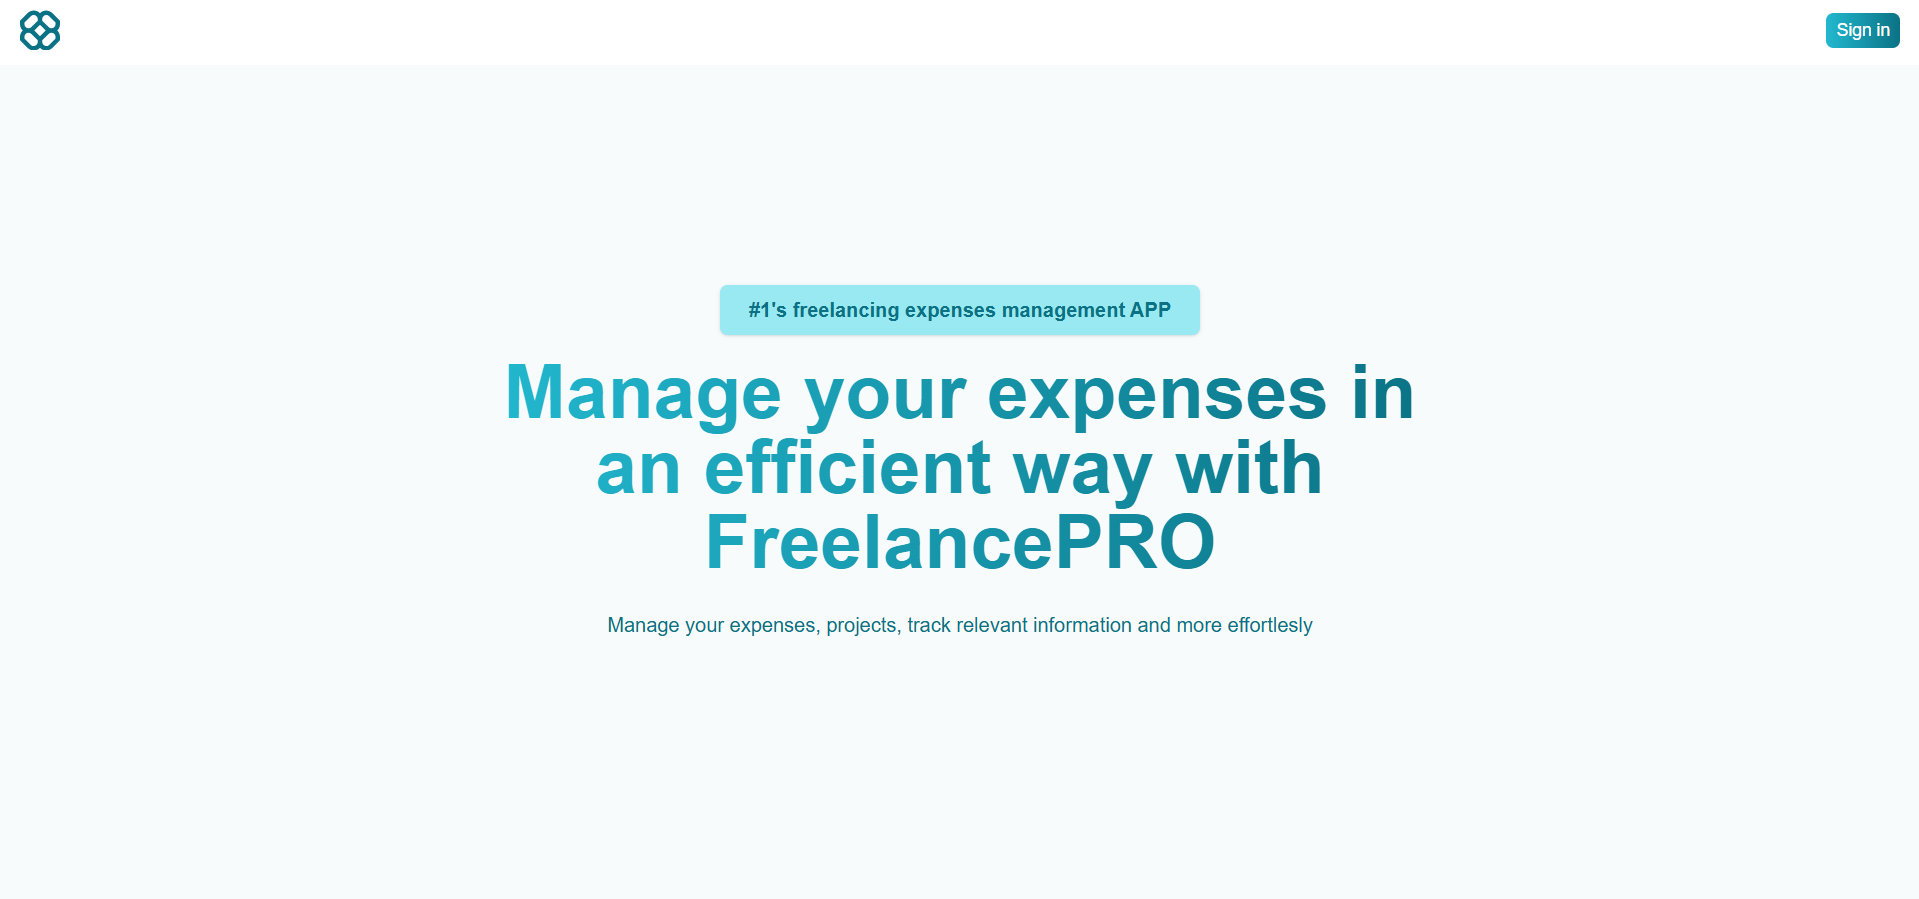 Sign in
#1's freelancing expenses management APP
Manage your expenses in
an efficient way with
FreelancePRO
Manage your expenses, projects, track relevant information and more effortlesly